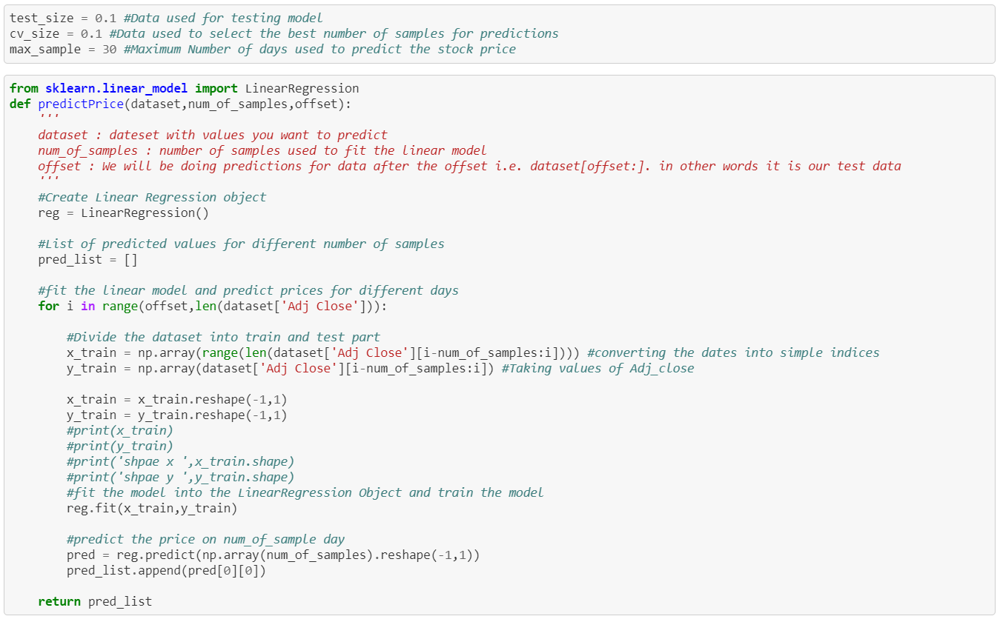 test_size = 0.1 #Data used for testing model
cv_size = 0.1 #Data used to select the best number of samples for predictions
max_sample = 30 #Maximum Number of days used to predict the stock price
from sklearn.linear_model import LinearRegression
def predictPrice(dataset,num_of_samples,offset):
    '''
    dataset : dateset with values you want to predict
    num_of_samples : number of samples used to fit the linear model
    offset : We will be doing predictions for data after the offset i.e. dataset[offset:]. in other words it is our test data
    '''
    #Create Linear Regression object
    reg = LinearRegression()
    #List of predicted values for different number of samples
    pred_list = []
    #fit the linear model and predict prices for different days
    for i in range(offset,len(dataset['Adj Close'])):
        #Divide the dataset into train and test part
        x_train = np.array(range(len(dataset['Adj Close'][i-num_of_samples:i]))) #converting the dates into simple indices
        y_train = np.array(dataset['Adj Close'][i-num_of_samples:i]) #Taking values of Adj_close
        x_train = x_train.reshape(-1,1)
        y_train = y_train.reshape(-1,1)
        #print(x_train)
        #print(y_train)
        #print('shpae x ',x_train.shape)
        #print('shpae y ',y_train.shape)
        #fit the model into the LinearRegression Object and train the model
        reg.fit(x_train,y_train)
        #predict the price on num_of_sample day
        pred = reg.predict(np.array(num_of_samples).reshape(-1,1))
        pred_list.append(pred[0][0])
    return pred_list